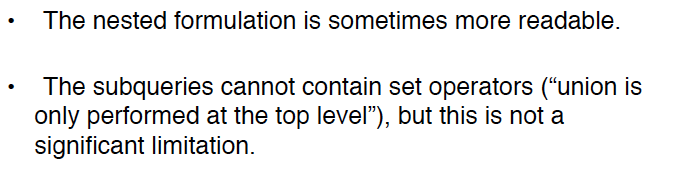 • The nested formulation is sometimes more readable.
• The subqueries cannot contain set operators (“union is
only performed at the top level”), but this is not a
significant limitation.